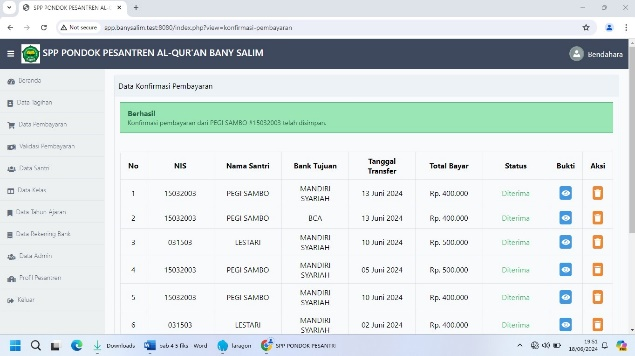 SPP PONDOK PESANTREN AL-
Not secure
app.banysalim.test:8080/index.php?view=konfirmasi-pembayaran
SPP PONDOK PESANTREN AL-QUR'AN BANY SALIM
Bendahara
Beranda
Data Tagihan
Data Pembayaran
Validasi Pembayaran
Data Santri
Data Kelas
Data Tahun Ajaran
Data Rekening Bank
Data Admin
Profil Pesantren
Keluar
Data Konfirmasi Pembayaran
Berhasil
Konfirmasi pembayaran dari PEGI SAMBO #15032003 telah disimpan.
No NIS Nama Santri Bank Tujuan Tanggal Transfer Total Bayar Status Bukti Aksi
1 15032003 PEGI SAMBO MANDIRI SYARIAH 13 Juni 2024 Rp. 400.000 Diterima
2 15032003 PEGI SAMBO BCA 13 Juni 2024 Rp. 400.000 Diterima
3 031503 LESTARI MANDIRI SYARIAH 10 Juni 2024 Rp. 500.000 Diterima
4 15032003 PEGI SAMBO MANDIRI SYARIAH 05 Juni 2024 Rp. 500.000 Diterima
5 15032003 PEGI SAMBO MANDIRI SYARIAH 10 Juni 2024 Rp. 400.000 Diterima
6 031503 LESTARI MANDIRI SYARIAH 02 Juni 2024 Rp. 400.000 Diterima
Downloads
bab 4 5 fiks - Word
laragon
SPP PONDOK PESANTRE
19:51
18/06/2024